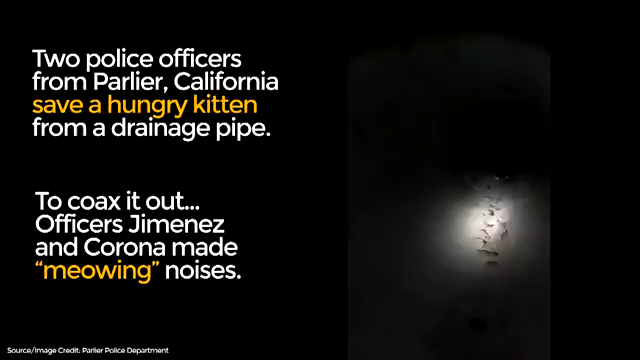 Two police officers
from Parlier, California
save a hungry kitten
from a drainage pipe.
To coax it out...
Officers Jimenez
and Corona made
“meowing” noises.
Source/Image Credit: Parlier Police Department